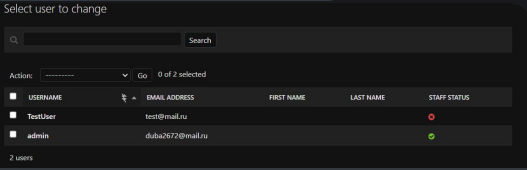 Select user to change
Search
Action: --------- Go 0 of 2 selected
USERNAME EMAIL ADDRESS FIRST NAME LAST NAME STAFF STATUS
TestUser test@mail.ru
admin duba2672@mail.ru
2 users